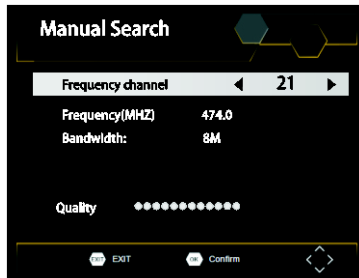 Manual Search
Frequency channel 21
Frequency(MHZ) 474.0
Bandwidth: 8M
Quality
EXIT EXIT OK Confirm